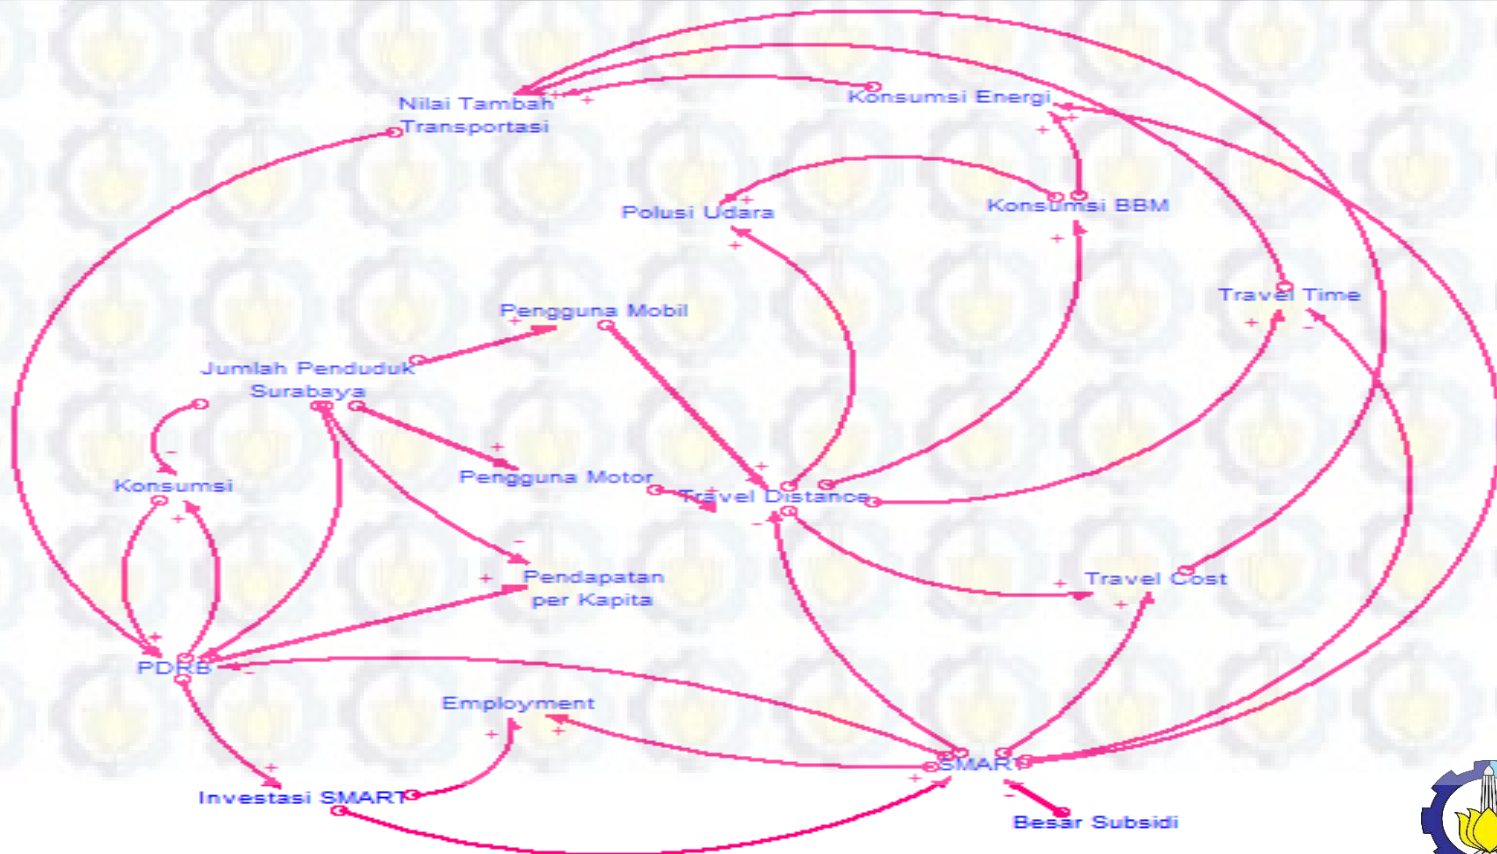 Nilai Tambah
Transportasi
Konsumsi Energi
Polusi Udara
Konsumsi BBM
Travel Time
Pengguna Mobil
Jumlah Penduduk
Surabaya
Konsumsi
Pengguna Motor
Travel Distance
Pendapatan
per Kapita
Travel Cost
PDRB
Employment
SMART
Investasi SMART
Besar Subsidi